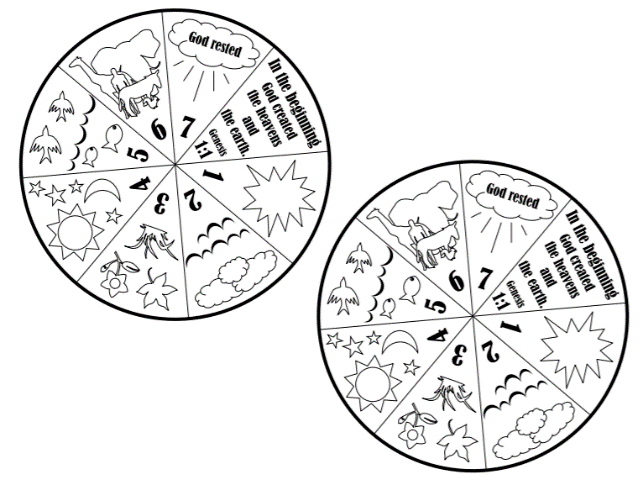 God rested
In the beginning
God created
the heavens
and
the earth.
Genesis
1:1
1
2
3
4
5
6
7
God rested
In the beginning
God created
the heavens
and
the earth.
Genesis
1:1
1
2
3
4
5
6
7